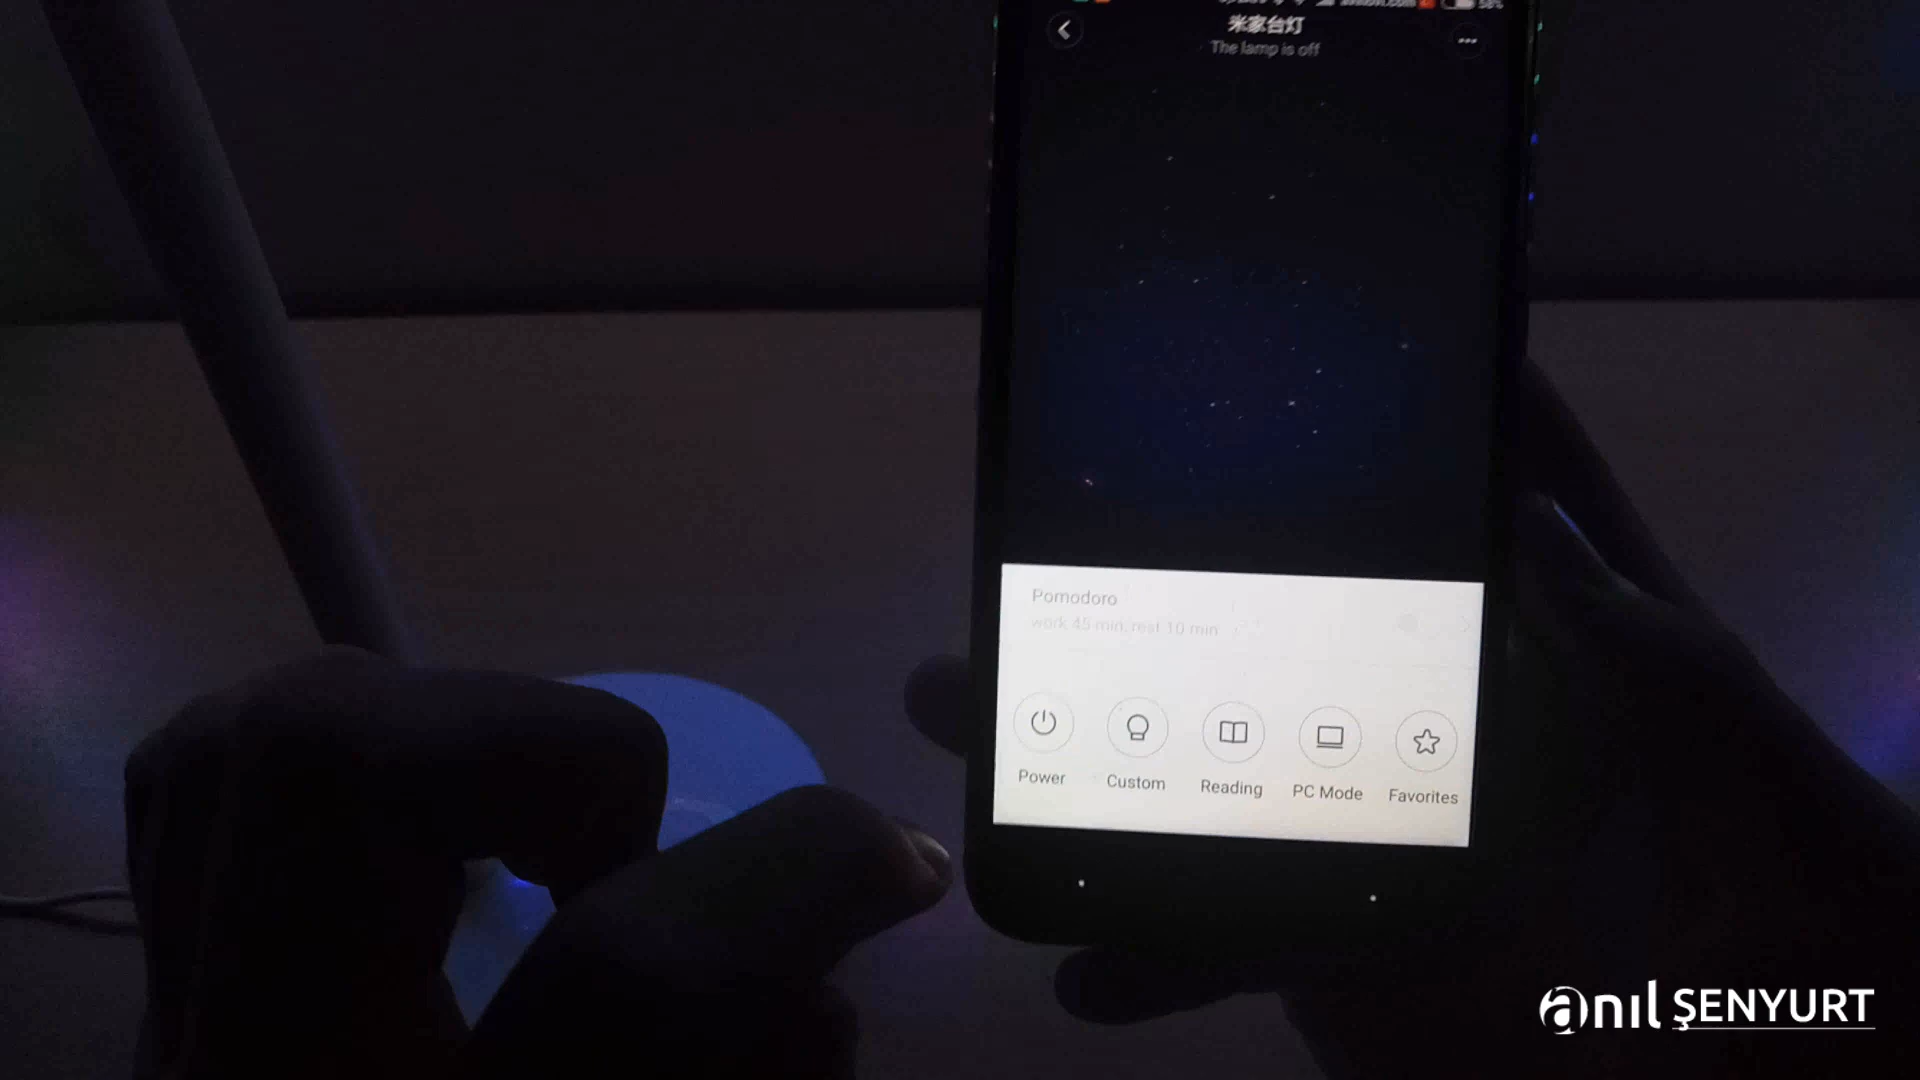 58%
米家台灯
The lamp is off
Pomodoro
work 45 min, rest 10 min
Power
Custom
Reading
PC Mode
Favorites
anıl ŞENYURT